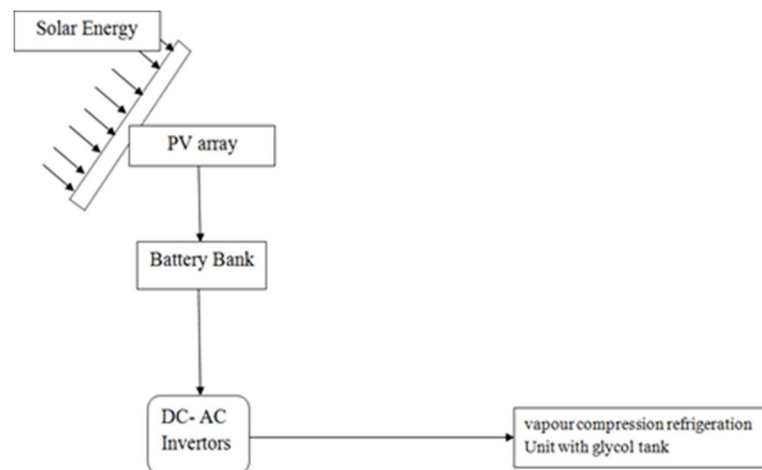 Solar Energy
PV array
Battery Bank
DC- AC
Invertors
vapour compression refrigeration
Unit with glycol tank